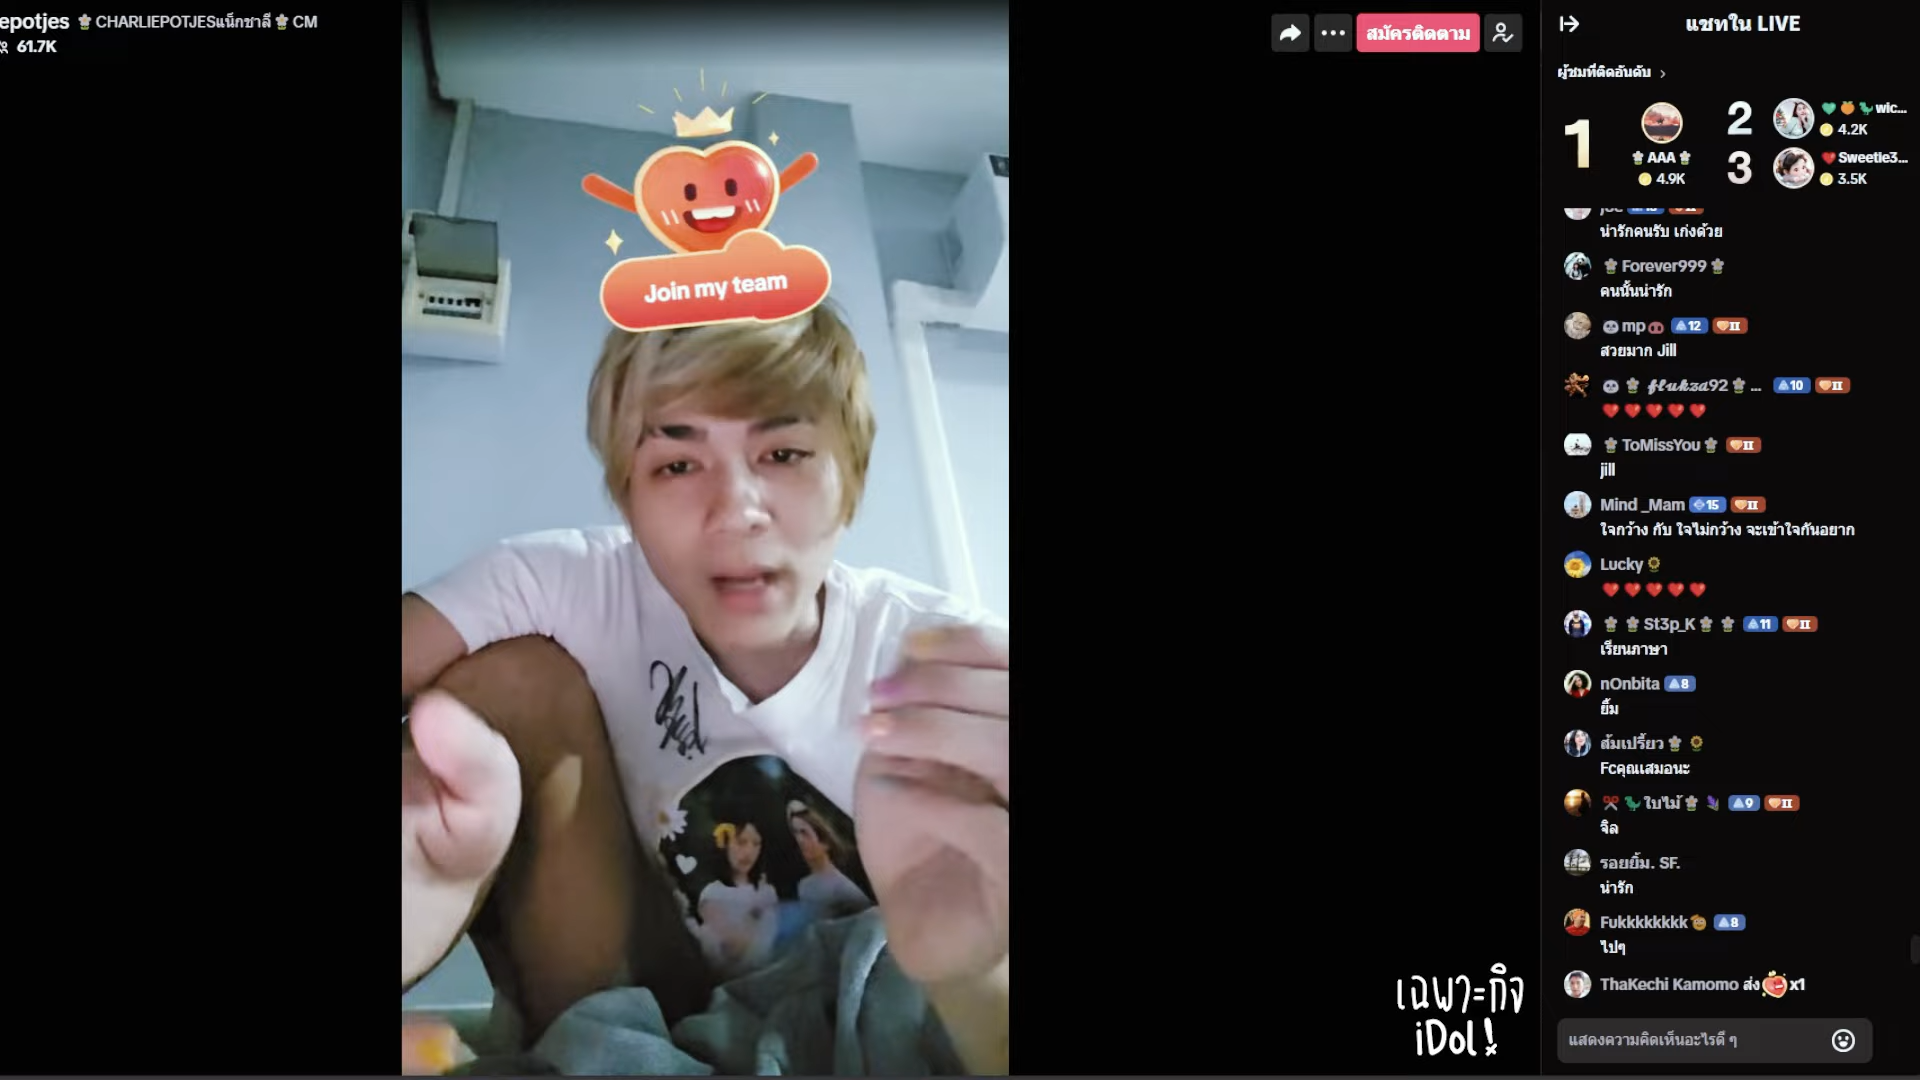 epotjes CHARLIEPOTJESแน็กชาลี CM
61.7K
สมัครติดตาม
Join my team
เฉพาะกิจ
iDol!
แชทใน LIVE
ผู้ชมที่ติดอันดับ
1
AAA
4.9K
2
wic...
4.2K
3
Sweetie3...
3.5K
น่ารักคนรับ เก่งด้วย
Forever999
คนนั้นน่ารัก
mp 12 II
สวยมาก Jill
flukza92 ... 10 II
ToMissYou II
jill
Mind _Mam 15 II
ใจกว้าง กับ ใจไม่กว้าง จะเข้าใจกันอยาก
Lucky
St3p_K 11 II
เรียนภาษา
nOnbita 8
ยิ้ม
ส้มเปรี้ยว
Fcคุณเสมอนะ
ใบไม้ 9 II
จิล
รอยยิ้ม. SF.
น่ารัก
Fukkkkkkkk 8
ไปๆ
ThaKechi Kamomo ส่ง x1
แสดงความคิดเห็นอะไรดี ๆ